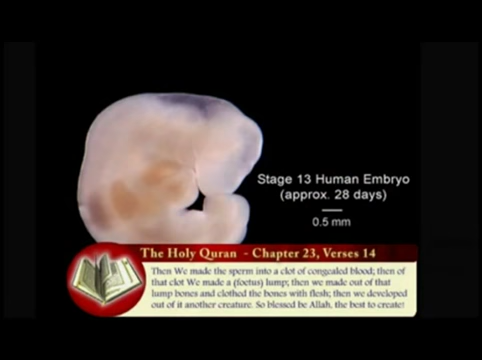 Stage 13 Human Embryo
(approx. 28 days)
0.5 mm
The Holy Quran - Chapter 23, Verses 14
Then We made the sperm into a clot of congealed blood; then of
that clot We made a (foetus) lump; then we made out of that
lump bones and clothed the bones with flesh; then we developed
out of it another creature. So blessed be Allah, the best to create!